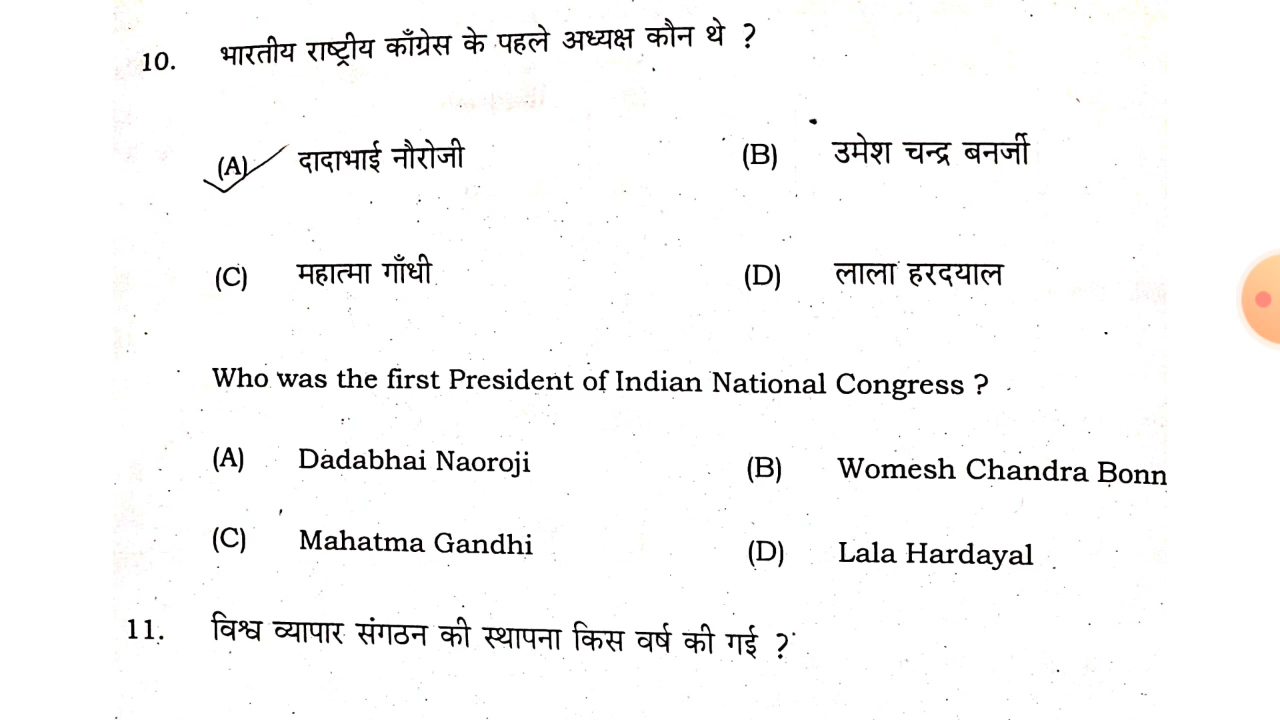 10. भारतीय राष्ट्रीय काँग्रेस के पहले अध्यक्ष कौन थे ?
(A) दादाभाई नौरोजी (B) उमेश चन्द्र बनर्जी
(C) महात्मा गाँधी (D) लाला हरदयाल
Who was the first President of Indian National Congress ?
(A) Dadabhai Naoroji (B) Womesh Chandra Bonn
(C) Mahatma Gandhi (D) Lala Hardayal
11. विश्व व्यापार संगठन की स्थापना किस वर्ष की गई ?